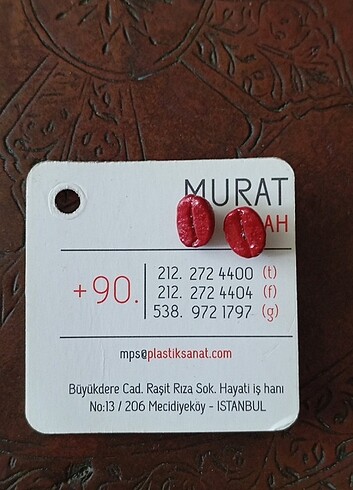 MURAT
AH
+90.
212. 272 4400 (t)
212. 272 4404 (f)
538. 972 1797 (g)
mps@plastiksanat.com
Büyükdere Cad. Raşit Rıza Sok. Hayati iş hanı
No:13 / 206 Mecidiyeköy - ISTANBUL